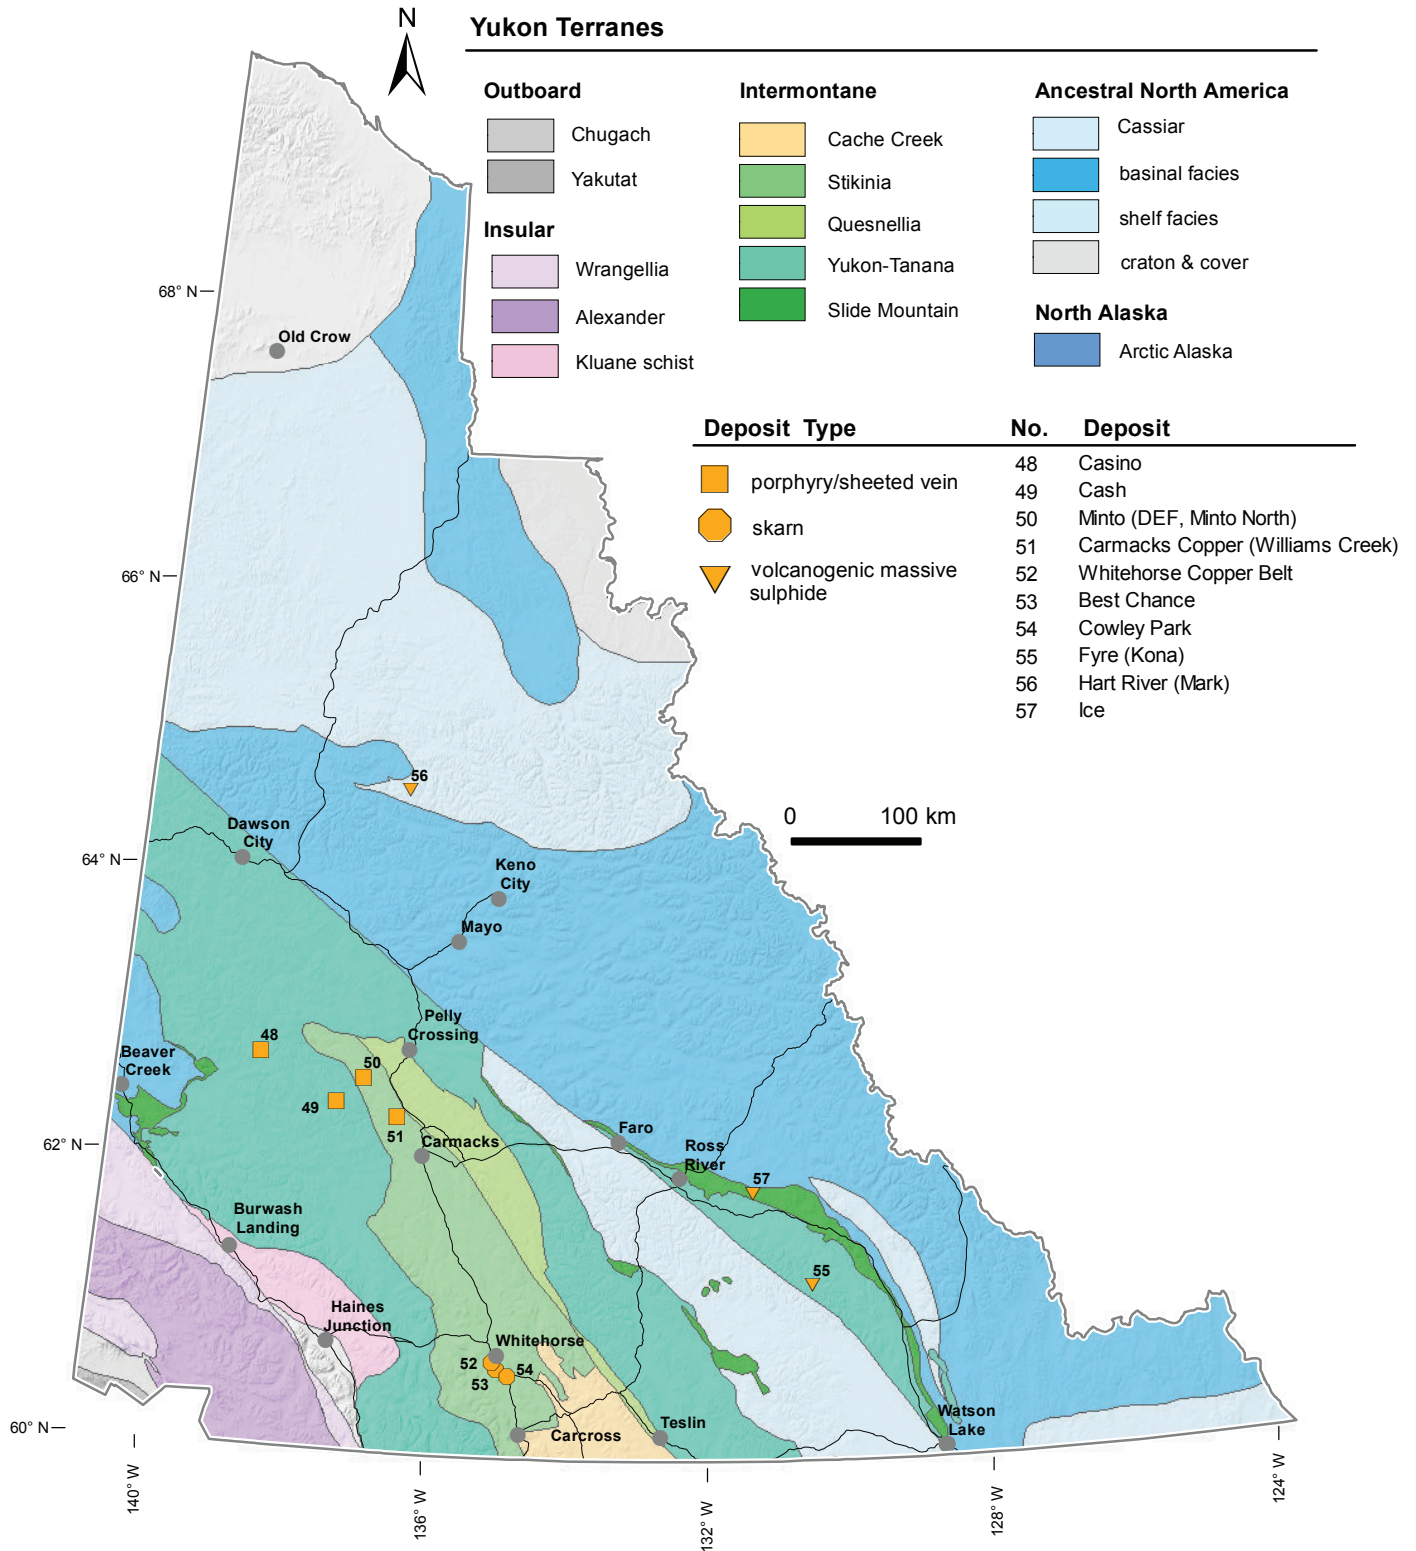 N
Yukon Terranes
Outboard
Chugach
Yakutat
Insular
Wrangellia
Alexander
Kluane schist
Intermontane
Cache Creek
Stikinia
Quesnellia
Yukon-Tanana
Slide Mountain
Ancestral North America
Cassiar
basinal facies
shelf facies
craton & cover
North Alaska
Arctic Alaska
Deposit Type
porphyry/sheeted vein
skarn
volcanogenic massive
sulphide
No. Deposit
48 Casino
49 Cash
50 Minto (DEF, Minto North)
51 Carmacks Copper (Williams Creek)
52 Whitehorse Copper Belt
53 Best Chance
54 Cowley Park
55 Fyre (Kona)
56 Hart River (Mark)
57 Ice
0 100 km
68° N
Old Crow
66° N
56
Dawson
City
64° N
Keno
City
Mayo
Pelly
Crossing
48
Beaver
Creek
50
49
51
Carmacks
62° N
Faro
Ross
River
57
Burwash
Landing
55
Haines
Junction
Whitehorse
52
54
53
60° N
Carcross
Teslin
Watson
Lake
140° W
136° W
132° W
128° W
124° W